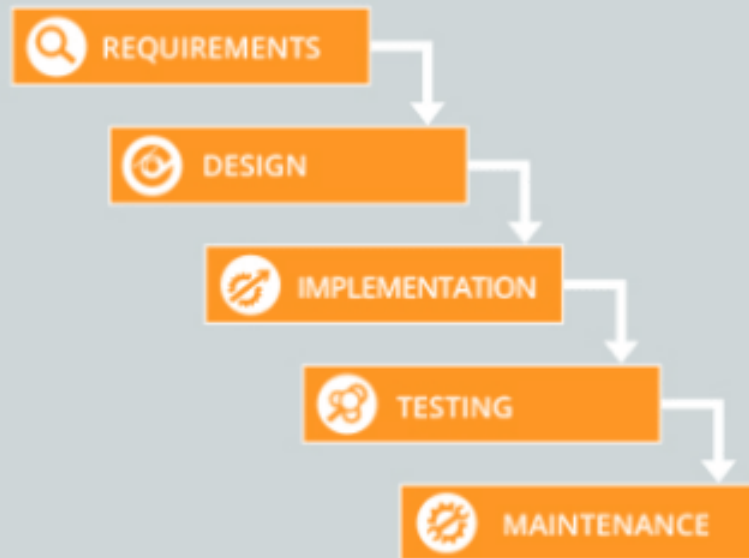 REQUIREMENTS
DESIGN
IMPLEMENTATION
TESTING
MAINTENANCE